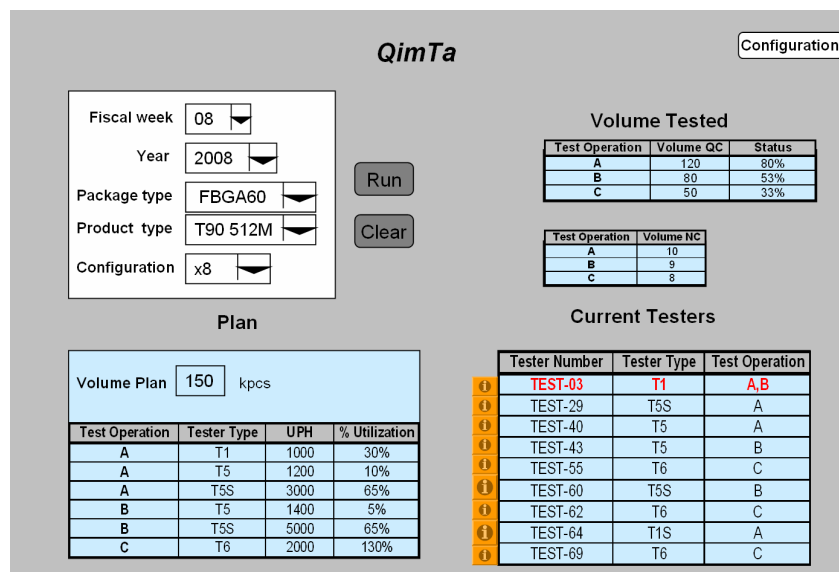 QimTa
Configuration
Fiscal week 08
Year 2008
Package type FBGA60
Product type T90 512M
Configuration x8
Run
Clear
Volume Tested
Test Operation Volume QC Status
A 120 80%
B 80 53%
C 50 33%
Test Operation Volume NC
A 10
B 9
C 8
Plan
Volume Plan 150 kpcs
Test Operation Tester Type UPH % Utilization
A T1 1000 30%
A T5 1200 10%
A T5S 3000 65%
B T5 1400 5%
B T5S 5000 65%
C T6 2000 130%
Current Testers
Tester Number Tester Type Test Operation
TEST-03 T1 A,B
TEST-29 T5S A
TEST-40 T5 A
TEST-43 T5 B
TEST-55 T6 C
TEST-60 T5S B
TEST-62 T6 C
TEST-64 T1S A
TEST-69 T6 C